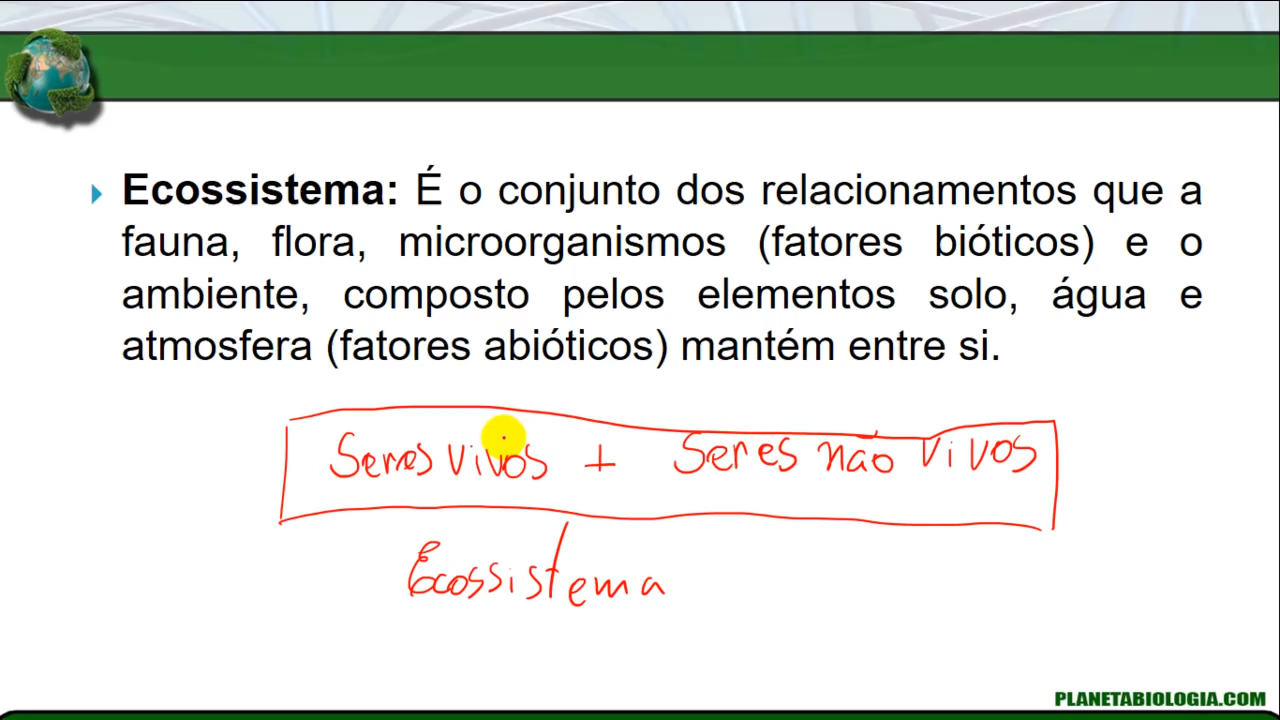 Ecossistema: É o conjunto dos relacionamentos que a
fauna, flora, microorganismos (fatores bióticos) e o
ambiente, composto pelos elementos solo, água e
atmosfera (fatores abióticos) mantém entre si.
Seres vivos + Seres não vivos
Ecossistema
PLANETABIOLOGIA.COM